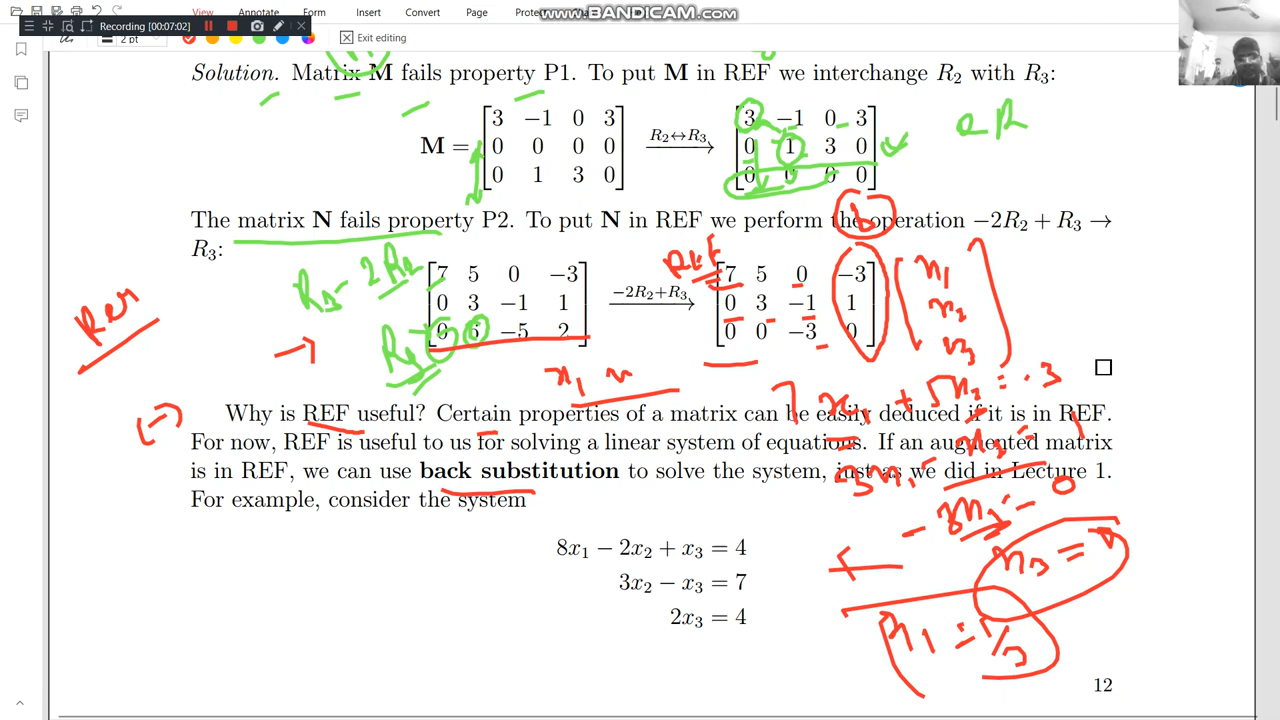 View Annotate Insert Convert Page
www.BANDICAM.com
Recording [00:07:02]
2 pt
Exit editing
Solution. Matrix M fails property P1. To put M in REF we interchange R2 with R3:
M = [3 −1 0 3
0 0 0 0
0 1 3 0]
R2↔R3
[3 −1 0 3
0 1 3 0
0 0 0 0]
The matrix N fails property P2. To put N in REF we perform the operation −2R2 + R3 →
R3:
b
R3 - 2R2
[7 5 0 −3
0 3 −1 1
0 6 −5 2]
−2R2+R3
REF
[7 5 0 −3
0 3 −1 1
0 0 −3 0]
Why is REF useful? Certain properties of a matrix can be easily deduced if it is in REF.
For now, REF is useful to us for solving a linear system of equations. If an augmented matrix
is in REF, we can use back substitution to solve the system, just as we did in Lecture 1.
For example, consider the system
8x1 − 2x2 + x3 = 4
3x2 − x3 = 7
2x3 = 4
12